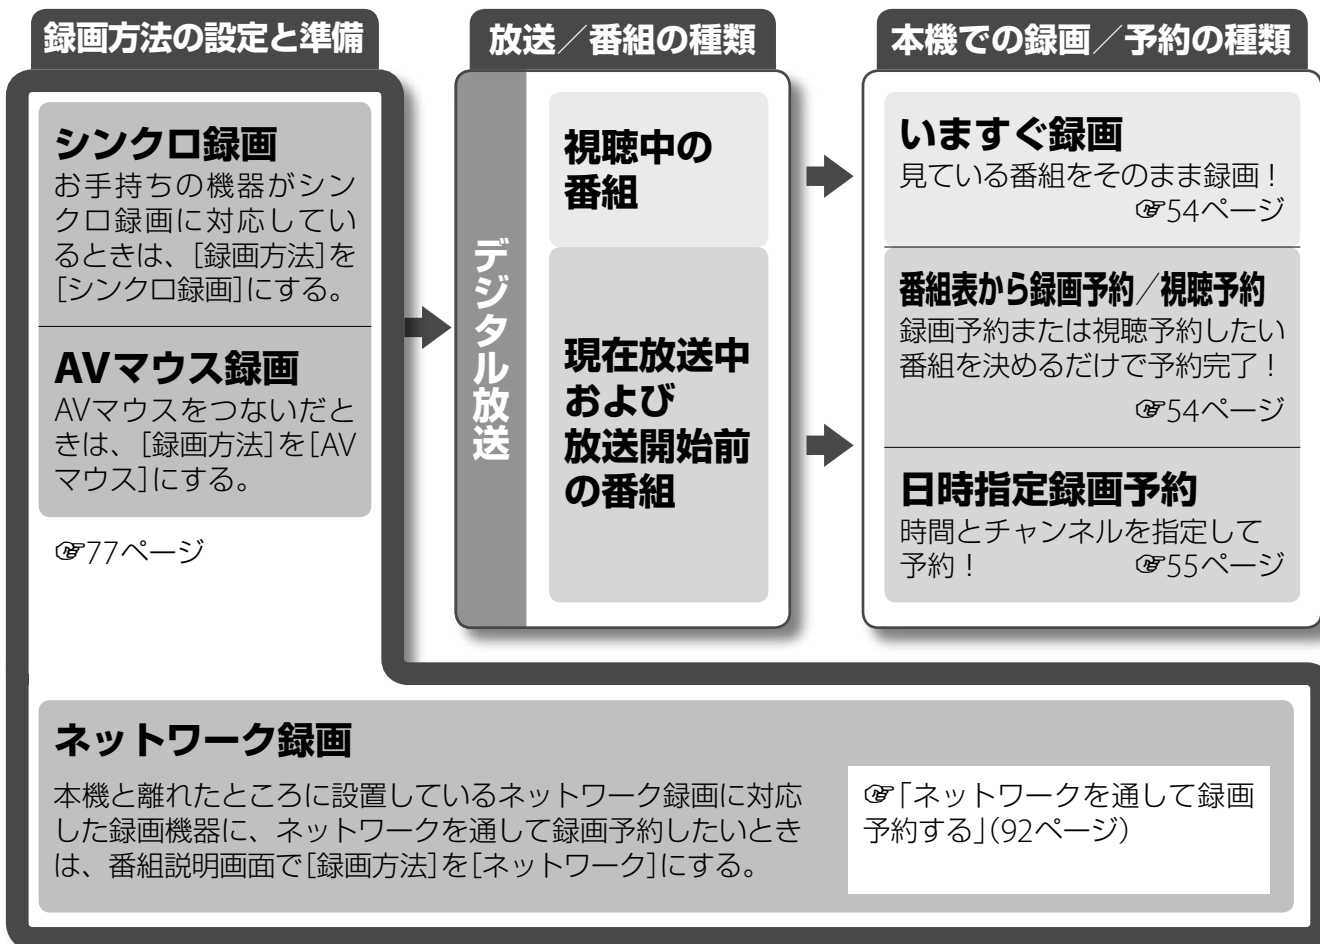 録画方法の設定と準備
シンクロ録画
お手持ちの機器がシン
クロ録画に対応してい
るときは、[録画方法]を
[シンクロ録画]にする。
AVマウス録画
AVマウスをつないだと
きは、[録画方法]を[AV
マウス]にする。
☞77ページ
放送／番組の種類
デジタル放送
視聴中の
番組
現在放送中
および
放送開始前
の番組
本機での録画／予約の種類
いますぐ録画
見ている番組をそのまま録画！
☞54ページ
番組表から録画予約／視聴予約
録画予約または視聴予約したい
番組を決めるだけで予約完了！
☞54ページ
日時指定録画予約
時間とチャンネルを指定して
予約！ ☞55ページ
ネットワーク録画
本機と離れたところに設置しているネットワーク録画に対応
した録画機器に、ネットワークを通して録画予約したいとき
は、番組説明画面で[録画方法]を[ネットワーク]にする。
☞「ネットワークを通して録画
予約する」(92ページ)